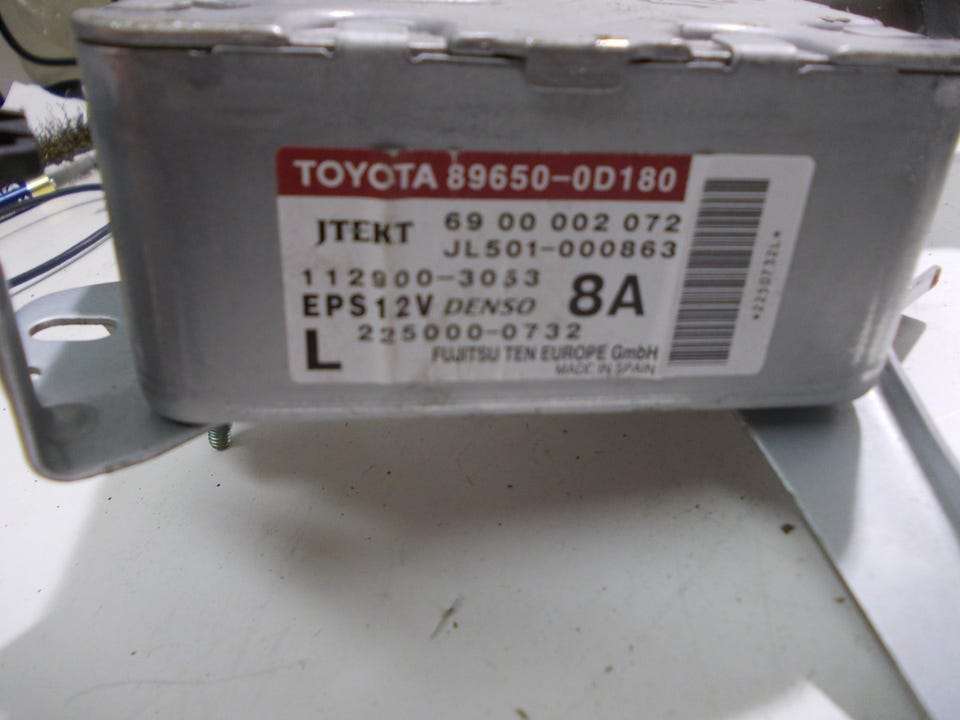 TOYOTA 89650-0D180
JTEKT 69 00 002 072
JL501-000863
112900-3053
EPS12V DENSO 8A
225000-0732
L FUJITSU TEN EUROPE GmbH
MADE IN SPAIN
*2250732L*